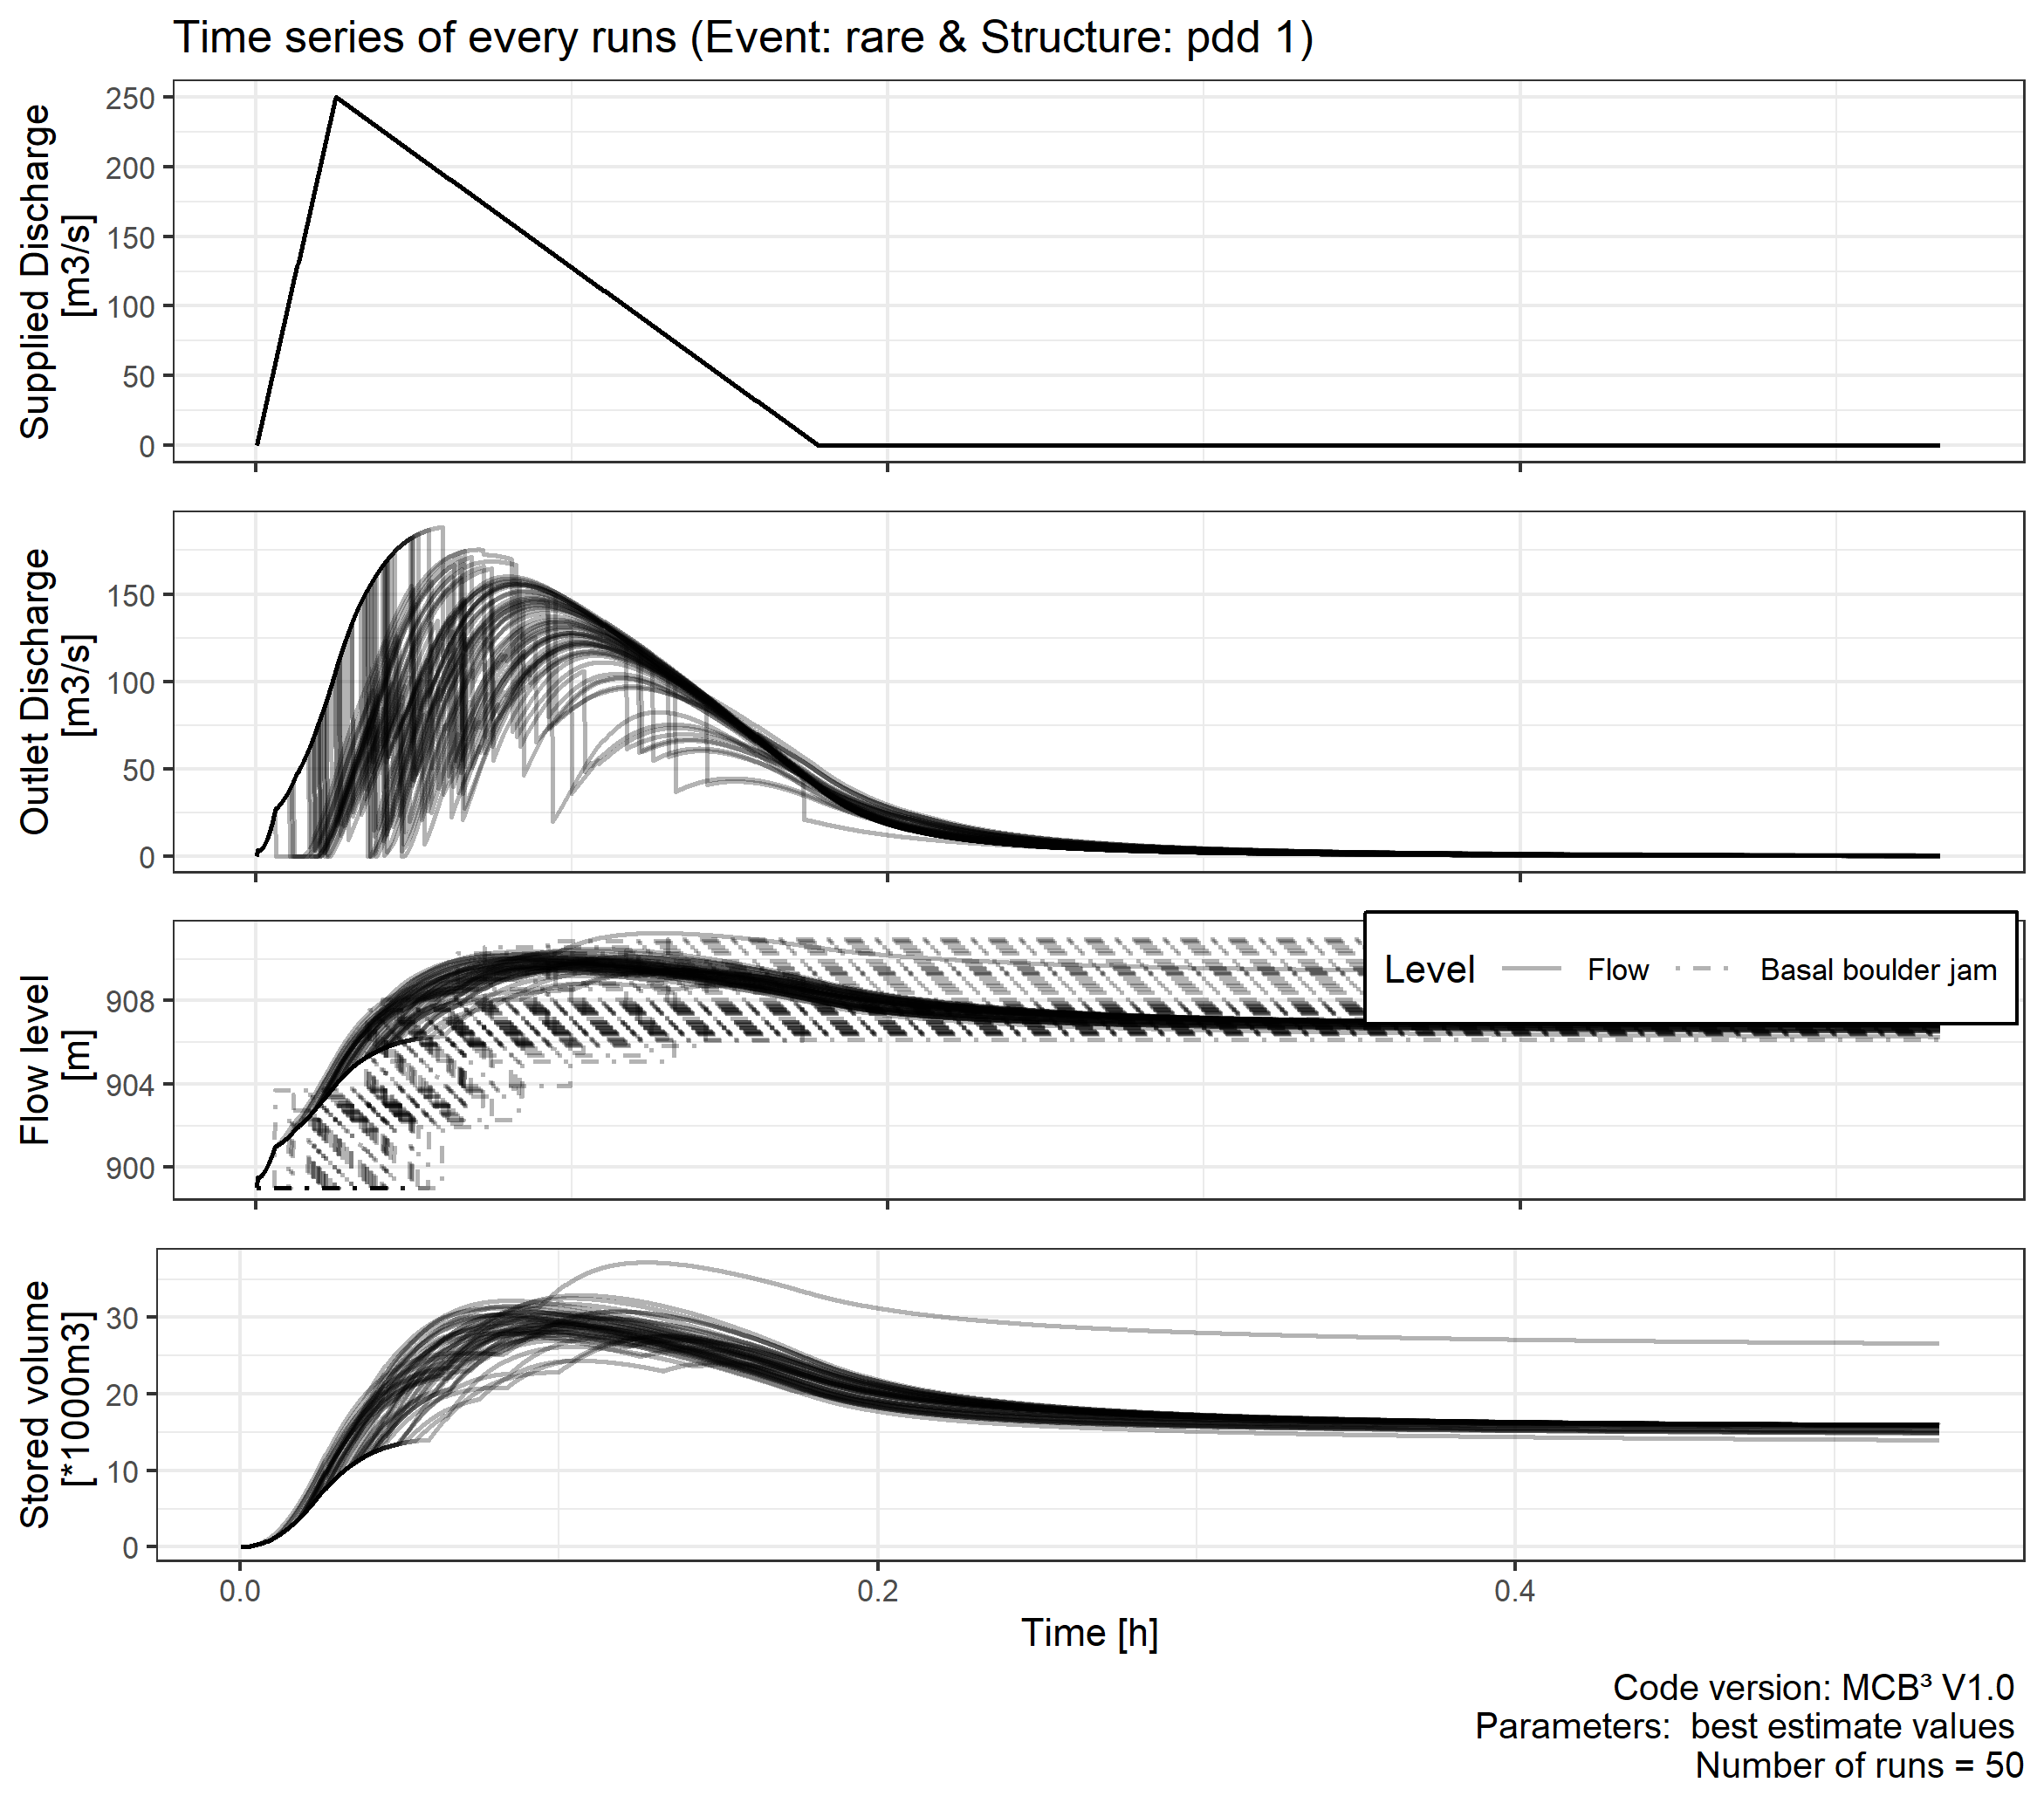 Time series of every runs (Event: rare & Structure: pdd 1)
Supplied Discharge
[m3/s]
250
200
150
100
50
0
Outlet Discharge
[m3/s]
150
100
50
0
Flow level
[m]
908
904
900
Level Flow Basal boulder jam
Stored volume
[*1000m3]
30
20
10
0
0.0 0.2 0.4
Time [h]
Code version: MCB³ V1.0
Parameters:  best estimate values
Number of runs = 50